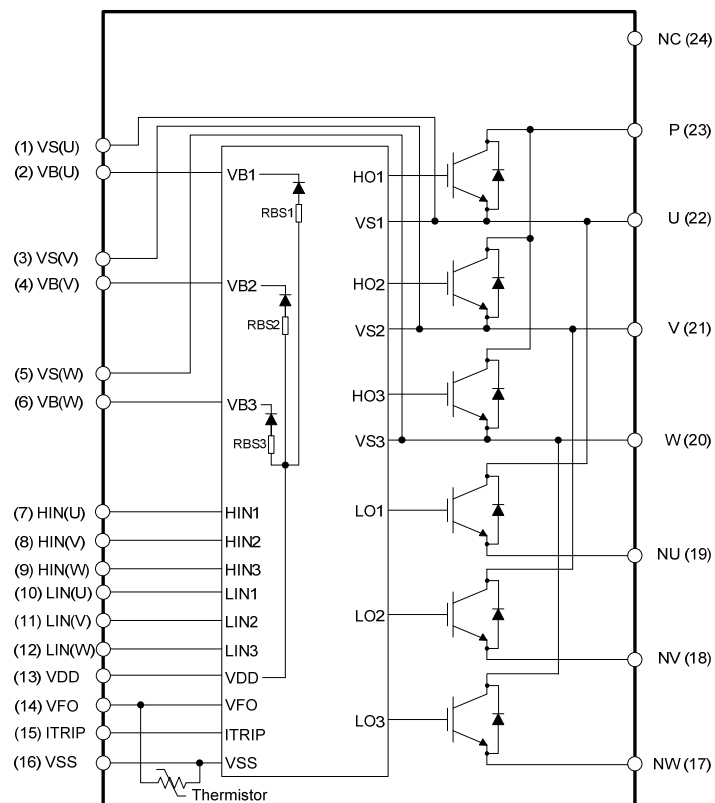 NC (24)
P (23)
(1) VS(U)
(2) VB(U)
VB1
HO1
RBS1
VS1
U (22)
(3) VS(V)
(4) VB(V)
VB2
HO2
RBS2
VS2
V (21)
(5) VS(W)
(6) VB(W)
VB3
HO3
RBS3
VS3
W (20)
(7) HIN(U)
HIN1
LO1
(8) HIN(V)
HIN2
NU (19)
(9) HIN(W)
HIN3
(10) LIN(U)
LIN1
(11) LIN(V)
LIN2
LO2
(12) LIN(W)
LIN3
NV (18)
(13) VDD
VDD
(14) VFO
VFO
LO3
(15) ITRIP
ITRIP
(16) VSS
VSS
NW (17)
Thermistor